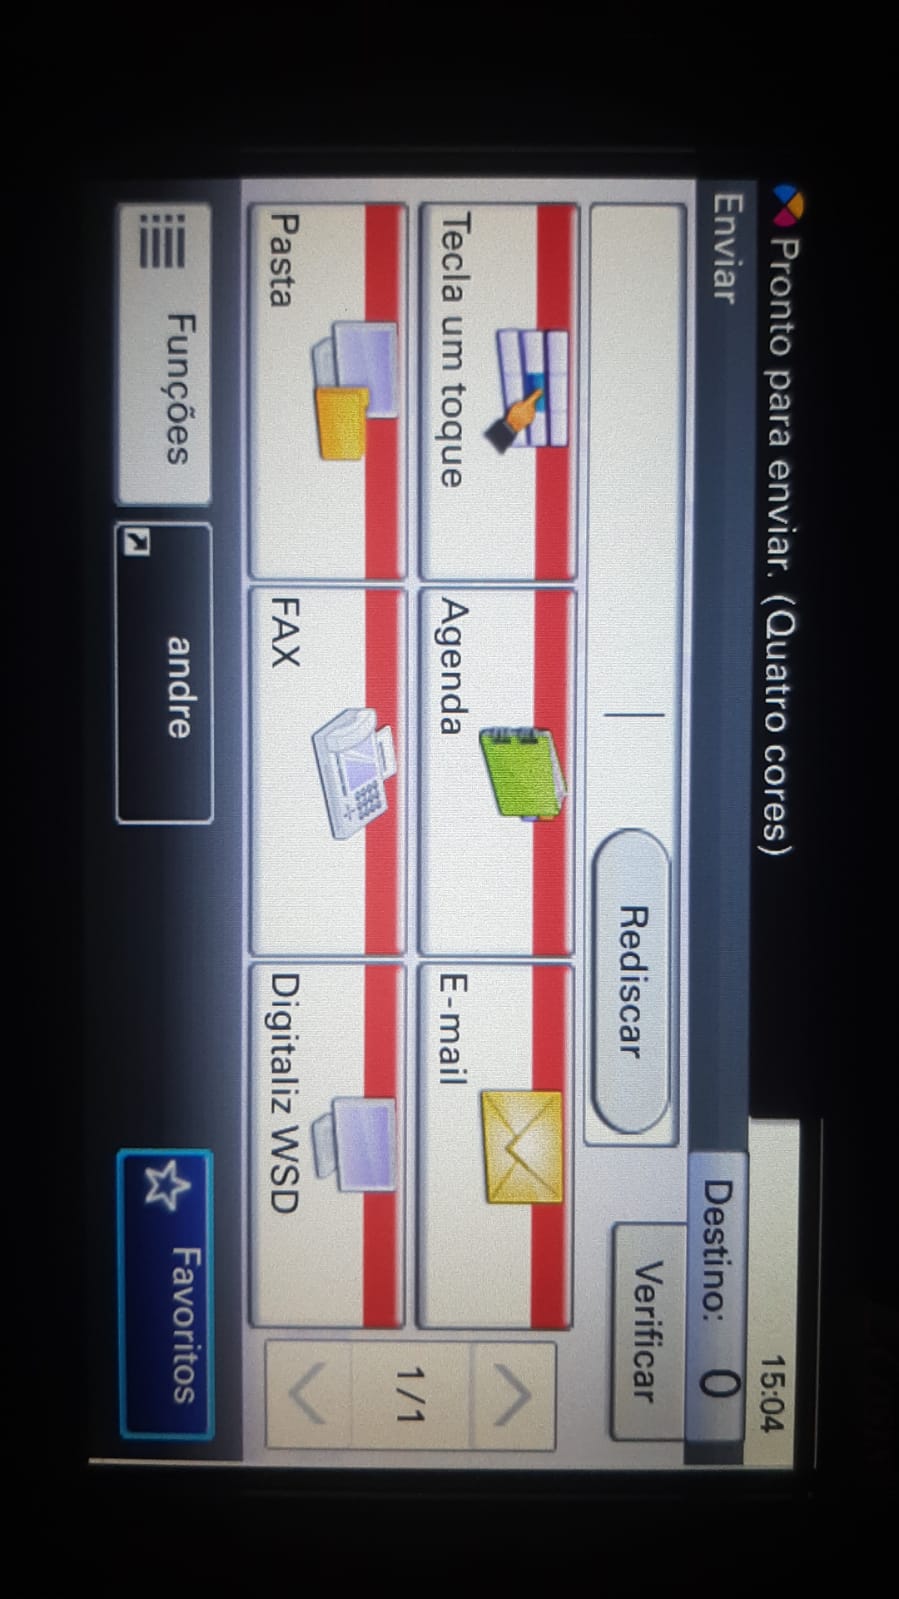 Pronto para enviar. (Quatro cores)
15:04
Enviar
Destino: 0
Rediscar
Verificar
Tecla um toque
Agenda
E-mail
1/1
Pasta
FAX
Digitaliz WSD
Funções
andre
Favoritos